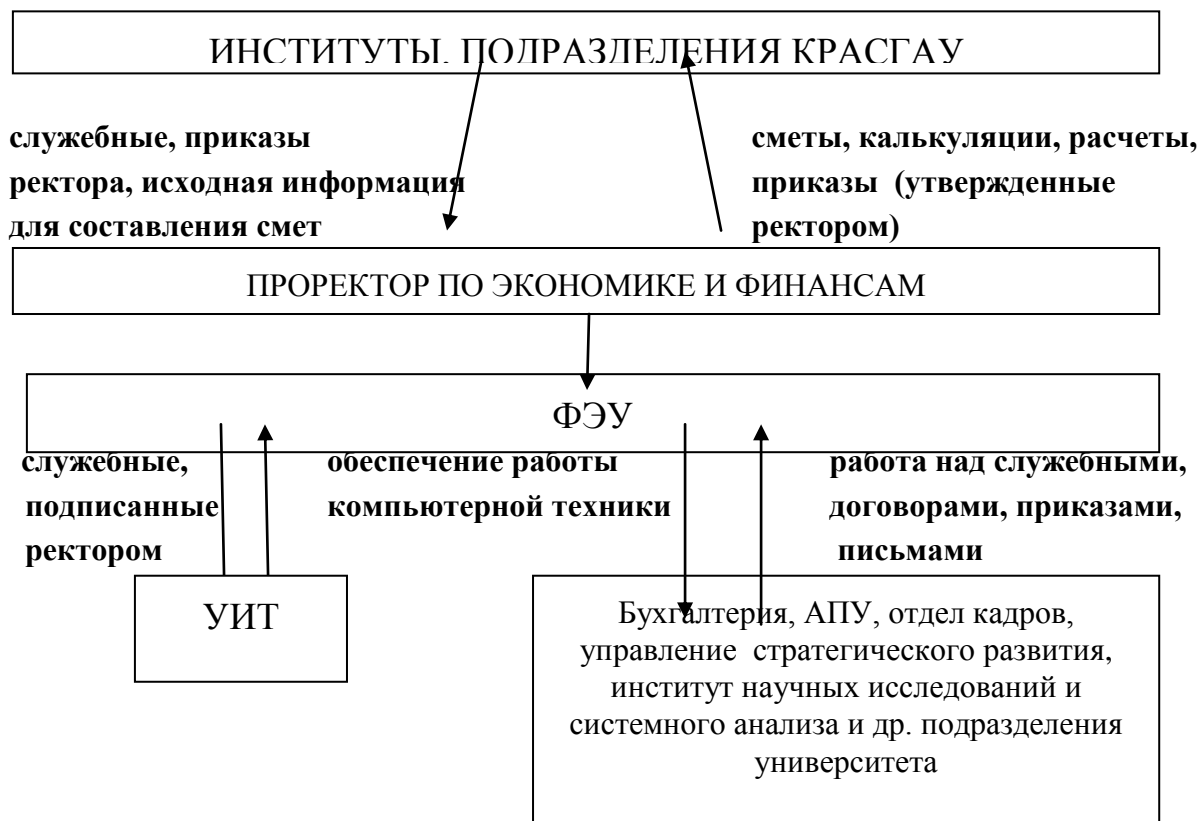 ИНСТИТУТЫ, ПОДРАЗДЕЛЕНИЯ КРАСГАУ
служебные, приказы
ректора, исходная информация
для составления смет
сметы, калькуляции, расчеты,
приказы (утвержденные
ректором)
ПРОРЕКТОР ПО ЭКОНОМИКЕ И ФИНАНСАМ
ФЭУ
служебные,
подписанные
ректором
обеспечение работы
компьютерной техники
работа над служебными,
договорами, приказами,
письмами
УИТ
Бухгалтерия, АПУ, отдел кадров,
управление стратегического развития,
институт научных исследований и
системного анализа и др. подразделения
университета